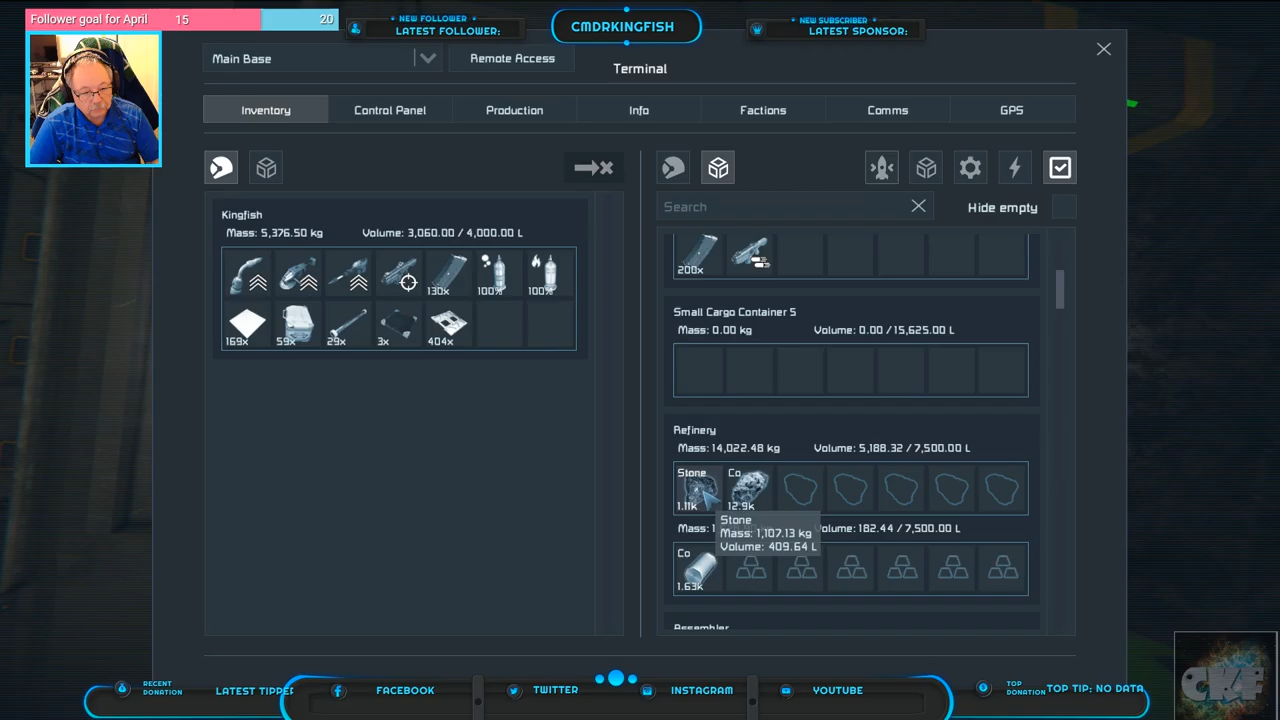 Follower goal for April 15 20
NEW FOLLOWER
LATEST FOLLOWER:
CMDRKINGFISH
NEW SUBSCRIBER
LATEST SPONSOR:
Main Base
Remote Access
Terminal
Inventory
Control Panel
Production
Info
Factions
Comms
GPS
Search
Hide empty
Kingfish
Mass: 5,376.50 kg Volume: 3,060.00 / 4,000.00 L
130x 100% 100%
169x 59x 29x 3x 404x
200x
Small Cargo Container 5
Mass: 0.00 kg Volume: 0.00 / 15,625.00 L
Refinery
Mass: 14,022.48 kg Volume: 5,188.32 / 7,500.00 L
Stone Co
1.11k 12.9k
Stone
Mass: 1,107.13 kg
Volume: 409.64 L
Mass: 1 Volume: 182.44 / 7,500.00 L
Co
1.63k
Assembler
RECENT
DONATION
LATEST TIPPER
FACEBOOK
TWITTER
INSTAGRAM
YOUTUBE
TOP
DONATION
TOP TIP: NO DATA
CKF